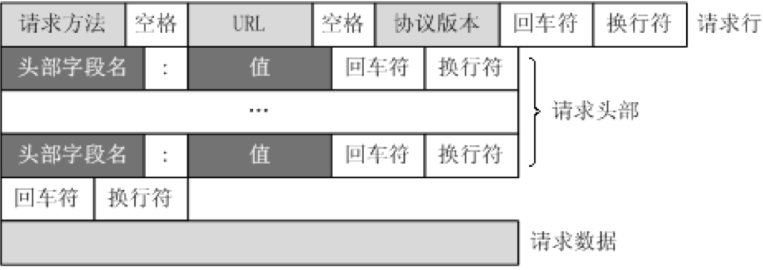 请求方法 空格 URL 空格 协议版本 回车符 换行符 请求行
头部字段名 : 值 回车符 换行符
...
请求头部
头部字段名 : 值 回车符 换行符
回车符 换行符
请求数据